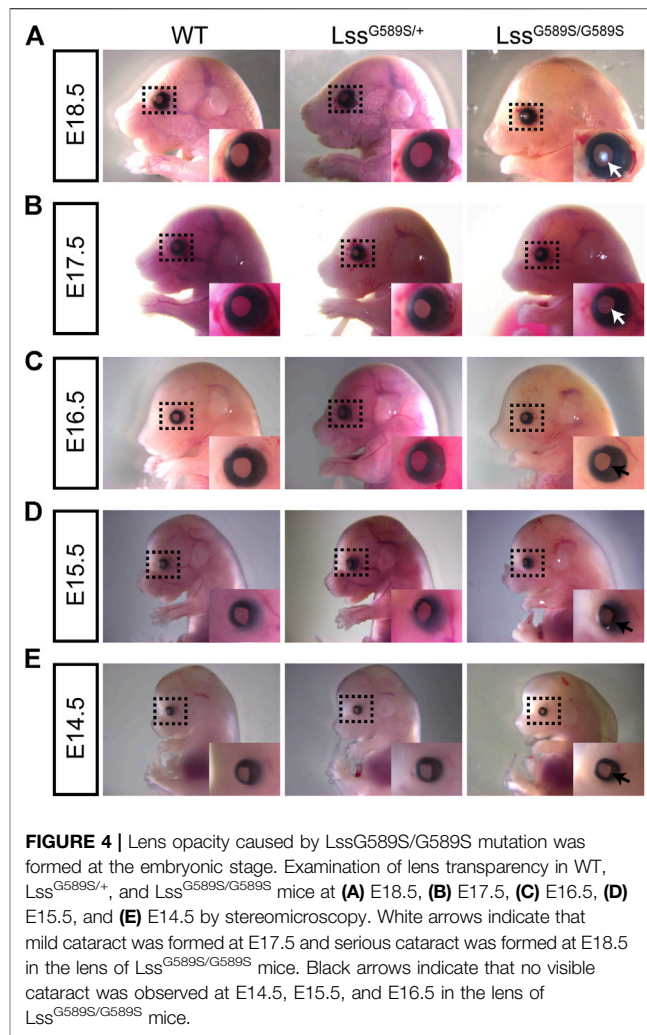 A
WT
Lss^G589S/+
Lss^G589S/G589S
E18.5
B
E17.5
C
E16.5
D
E15.5
E
E14.5
FIGURE 4 | Lens opacity caused by LssG589S/G589S mutation was
formed at the embryonic stage. Examination of lens transparency in WT,
Lss^G589S/+, and Lss^G589S/G589S mice at (A) E18.5, (B) E17.5, (C) E16.5, (D)
E15.5, and (E) E14.5 by stereomicroscopy. White arrows indicate that
mild cataract was formed at E17.5 and serious cataract was formed at E18.5
in the lens of Lss^G589S/G589S mice. Black arrows indicate that no visible
cataract was observed at E14.5, E15.5, and E16.5 in the lens of
Lss^G589S/G589S mice.